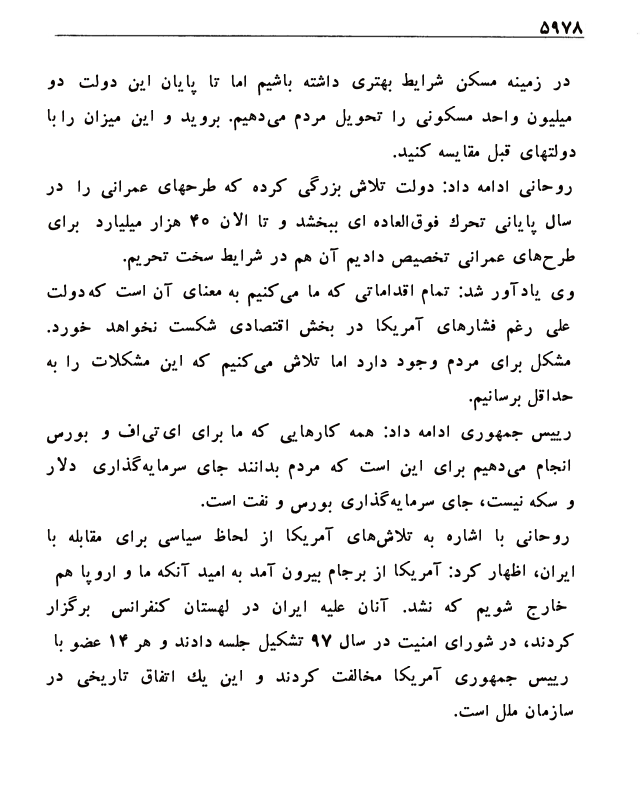 ۵۹۷۸
در زمینه مسکن شرایط بهتری داشته باشیم اما تا پایان این دولت دو
میلیون واحد مسکونی را تحویل مردم می‌دهیم. بروید و این میزان را با
دولتهای قبل مقایسه کنید.
روحانی ادامه داد: دولت تلاش بزرگی کرده که طرحهای عمرانی را در
سال پایانی تحرك فوق‌العاده ای ببخشد و تا الان ۴۰ هزار میلیارد برای
طرح‌های عمرانی تخصیص دادیم آن هم در شرایط سخت تحریم.
وی یادآور شد: تمام اقداماتی که ما می‌کنیم به معنای آن است که دولت
علی رغم فشارهای آمریکا در بخش اقتصادی شکست نخواهد خورد.
مشکل برای مردم وجود دارد اما تلاش می‌کنیم که این مشکلات را به
حداقل برسانیم.
رییس جمهوری ادامه داد: همه کارهایی که ما برای ای‌تی‌اف و بورس
انجام می‌دهیم برای این است که مردم بدانند جای سرمایه‌گذاری دلار
و سکه نیست، جای سرمایه‌گذاری بورس و نفت است.
روحانی با اشاره به تلاش‌های آمریکا از لحاظ سیاسی برای مقابله با
ایران، اظهار کرد: آمریکا از برجام بیرون آمد به امید آنکه ما و اروپا هم
خارج شویم که نشد. آنان علیه ایران در لهستان کنفرانس برگزار
کردند، در شورای امنیت در سال ۹۷ تشکیل جلسه دادند و هر ۱۴ عضو با
رییس جمهوری آمریکا مخالفت کردند و این یك اتفاق تاریخی در
سازمان ملل است.